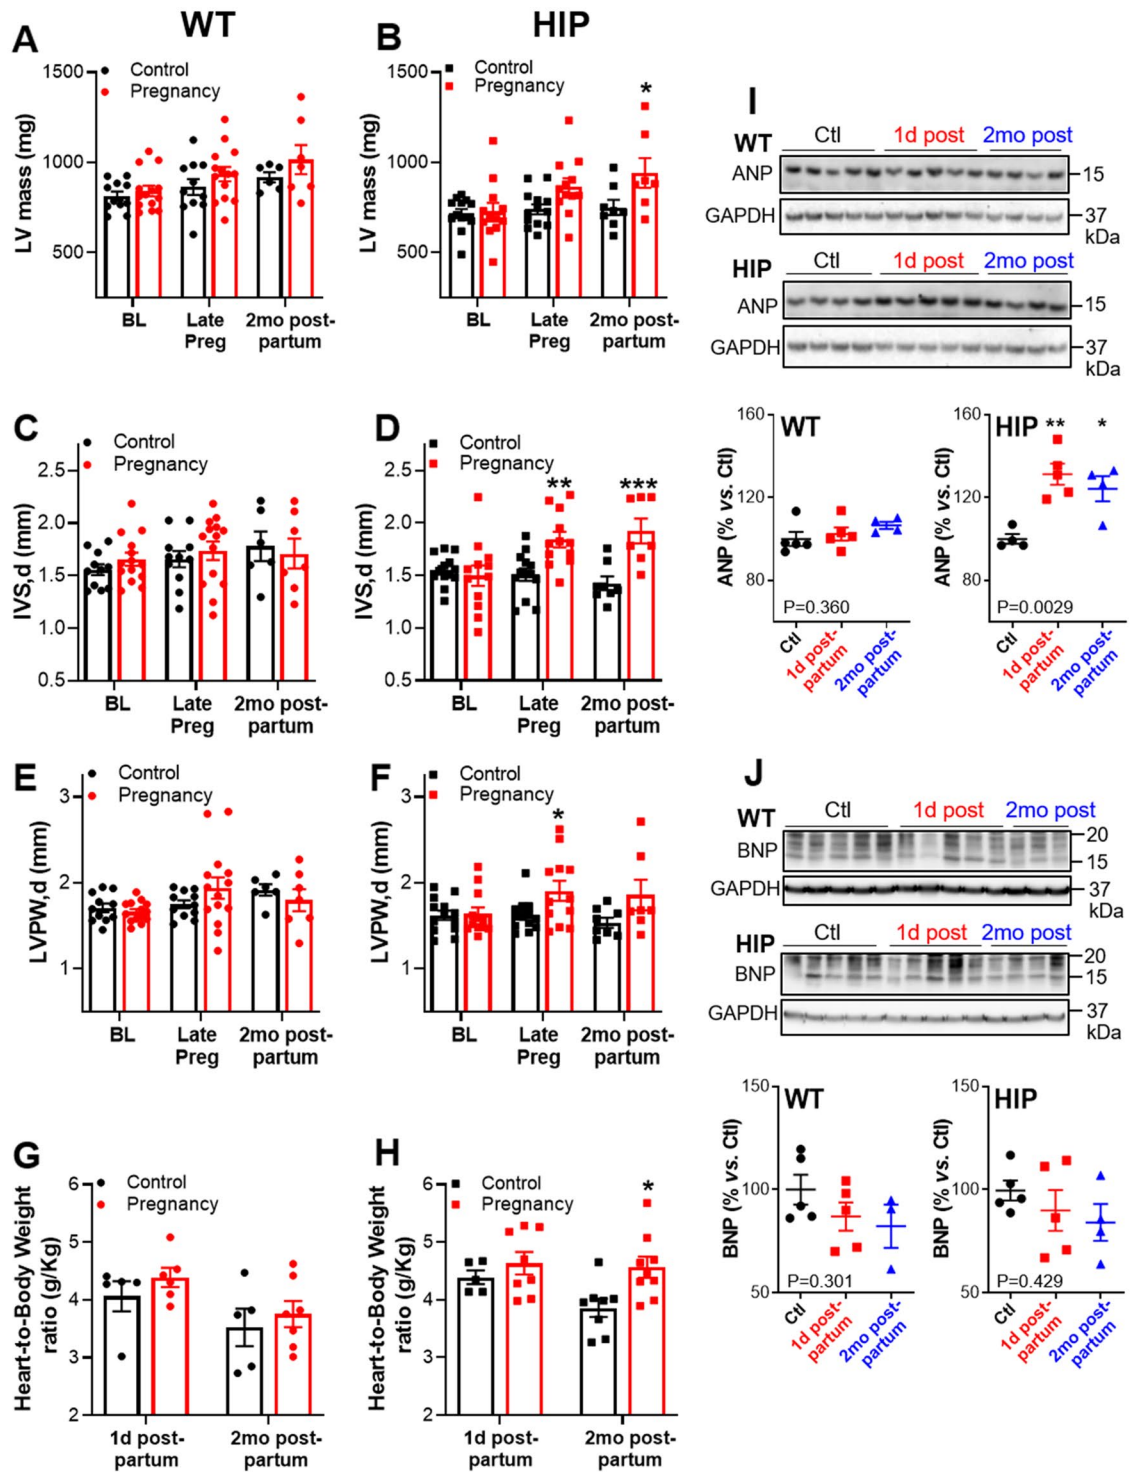 WT
HIP
A
Control
Pregnancy
LV mass (mg)
1500
1000
500
BL
Late
Preg
2mo post-
partum
B
Control
Pregnancy
*
LV mass (mg)
1500
1000
500
BL
Late
Preg
2mo post-
partum
C
Control
Pregnancy
IVS,d (mm)
2.5
2.0
1.5
1.0
0.5
BL
Late
Preg
2mo post-
partum
D
Control
Pregnancy
**
***
IVS,d (mm)
2.5
2.0
1.5
1.0
0.5
BL
Late
Preg
2mo post-
partum
E
Control
Pregnancy
LVPW,d (mm)
3
2
1
BL
Late
Preg
2mo post-
partum
F
Control
Pregnancy
*
LVPW,d (mm)
3
2
1
BL
Late
Preg
2mo post-
partum
G
Control
Pregnancy
Heart-to-Body Weight
ratio (g/Kg)
6
5
4
3
2
1d post-
partum
2mo post-
partum
H
Control
Pregnancy
*
Heart-to-Body Weight
ratio (g/Kg)
6
5
4
3
2
1d post-
partum
2mo post-
partum
I
WT
Ctl
1d post
2mo post
ANP
15
GAPDH
37
kDa
HIP
Ctl
1d post
2mo post
ANP
15
GAPDH
37
kDa
WT
ANP (% vs. Ctl)
160
120
80
P=0.360
Ctl
1d post-
partum
2mo post-
partum
HIP
**
*
ANP (% vs. Ctl)
160
120
80
P=0.0029
Ctl
1d post-
partum
2mo post-
partum
J
WT
Ctl
1d post
2mo post
BNP
20
15
GAPDH
37
kDa
HIP
Ctl
1d post
2mo post
BNP
20
15
GAPDH
37
kDa
WT
BNP (% vs. Ctl)
150
100
50
P=0.301
Ctl
1d post-
partum
2mo post-
partum
HIP
BNP (% vs. Ctl)
150
100
50
P=0.429
Ctl
1d post-
partum
2mo post-
partum